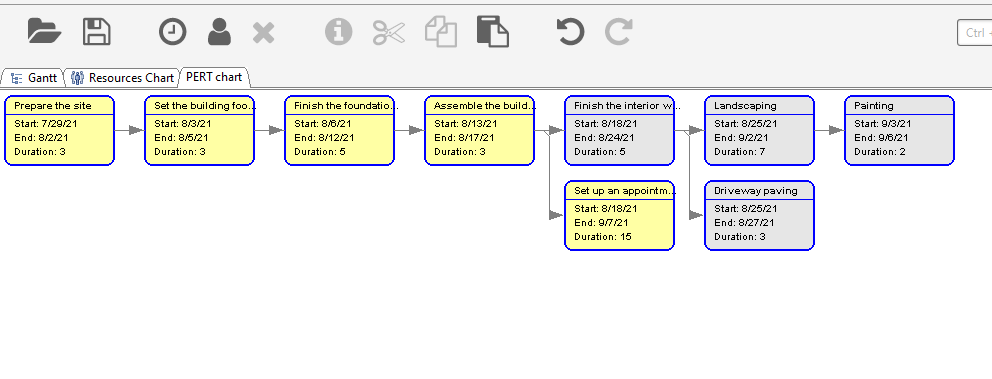 Ctrl +
Gantt
Resources Chart
PERT chart
Prepare the site
Start: 7/29/21
End: 8/2/21
Duration: 3
Set the building foo...
Start: 8/3/21
End: 8/5/21
Duration: 3
Finish the foundatio...
Start: 8/6/21
End: 8/12/21
Duration: 5
Assemble the build...
Start: 8/13/21
End: 8/17/21
Duration: 3
Finish the interior w...
Start: 8/18/21
End: 8/24/21
Duration: 5
Landscaping
Start: 8/25/21
End: 9/2/21
Duration: 7
Painting
Start: 9/3/21
End: 9/6/21
Duration: 2
Set up an appointm...
Start: 8/18/21
End: 9/7/21
Duration: 15
Driveway paving
Start: 8/25/21
End: 8/27/21
Duration: 3